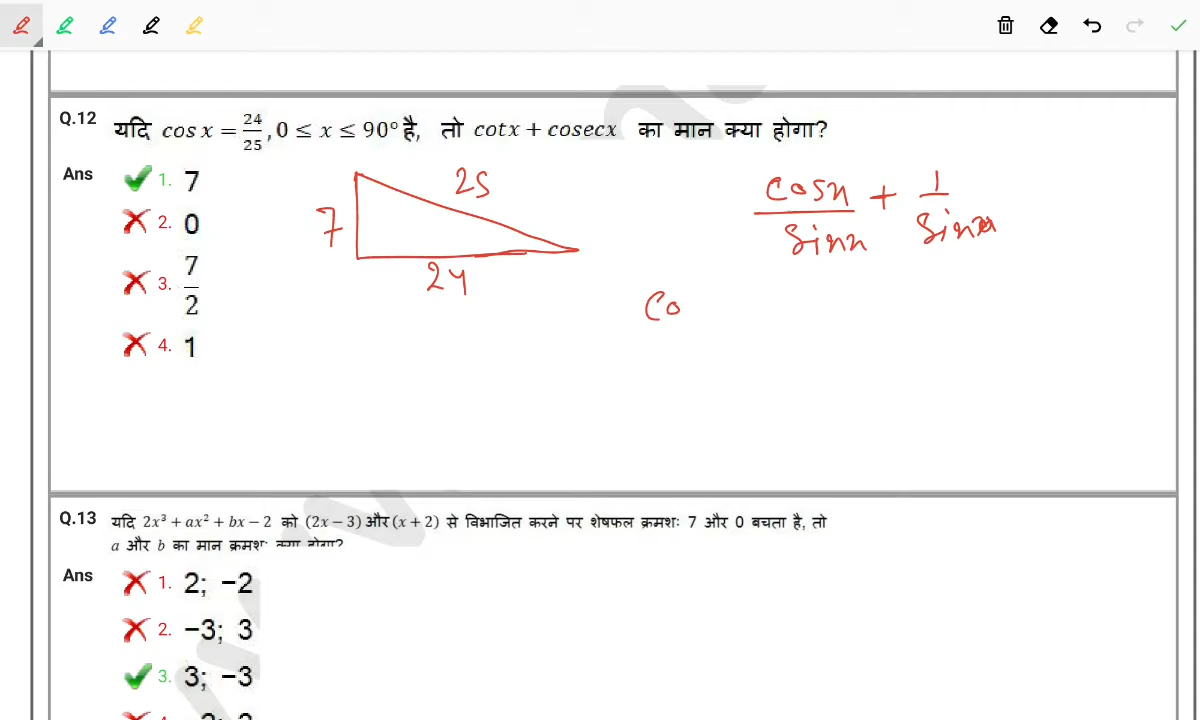 Q.12 यदि cos x = 24/25, 0 ≤ x ≤ 90° है, तो cotx + cosecx का मान क्या होगा?
Ans 1. 7
2. 0
3. 7/2
4. 1
7
25
24
cosx/sinx + 1/sinx
Co
Q.13 यदि 2x³ + ax² + bx − 2 को (2x − 3) और (x + 2) से विभाजित करने पर शेषफल क्रमशः 7 और 0 बचता है, तो
a और b का मान क्रमशः क्या होगा?
Ans 1. 2; −2
2. −3; 3
3. 3; −3